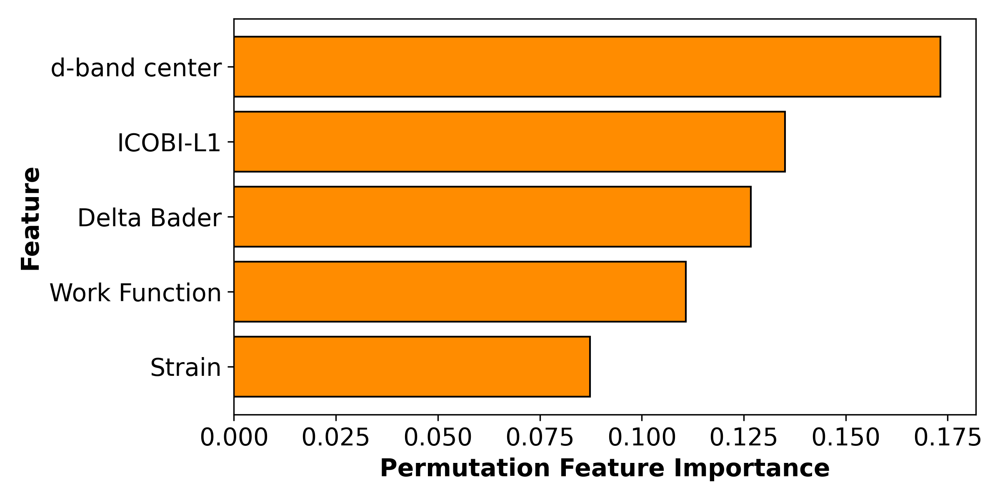 d-band center
ICOBI-L1
Delta Bader
Work Function
Strain
Feature
0.000 0.025 0.050 0.075 0.100 0.125 0.150 0.175
Permutation Feature Importance